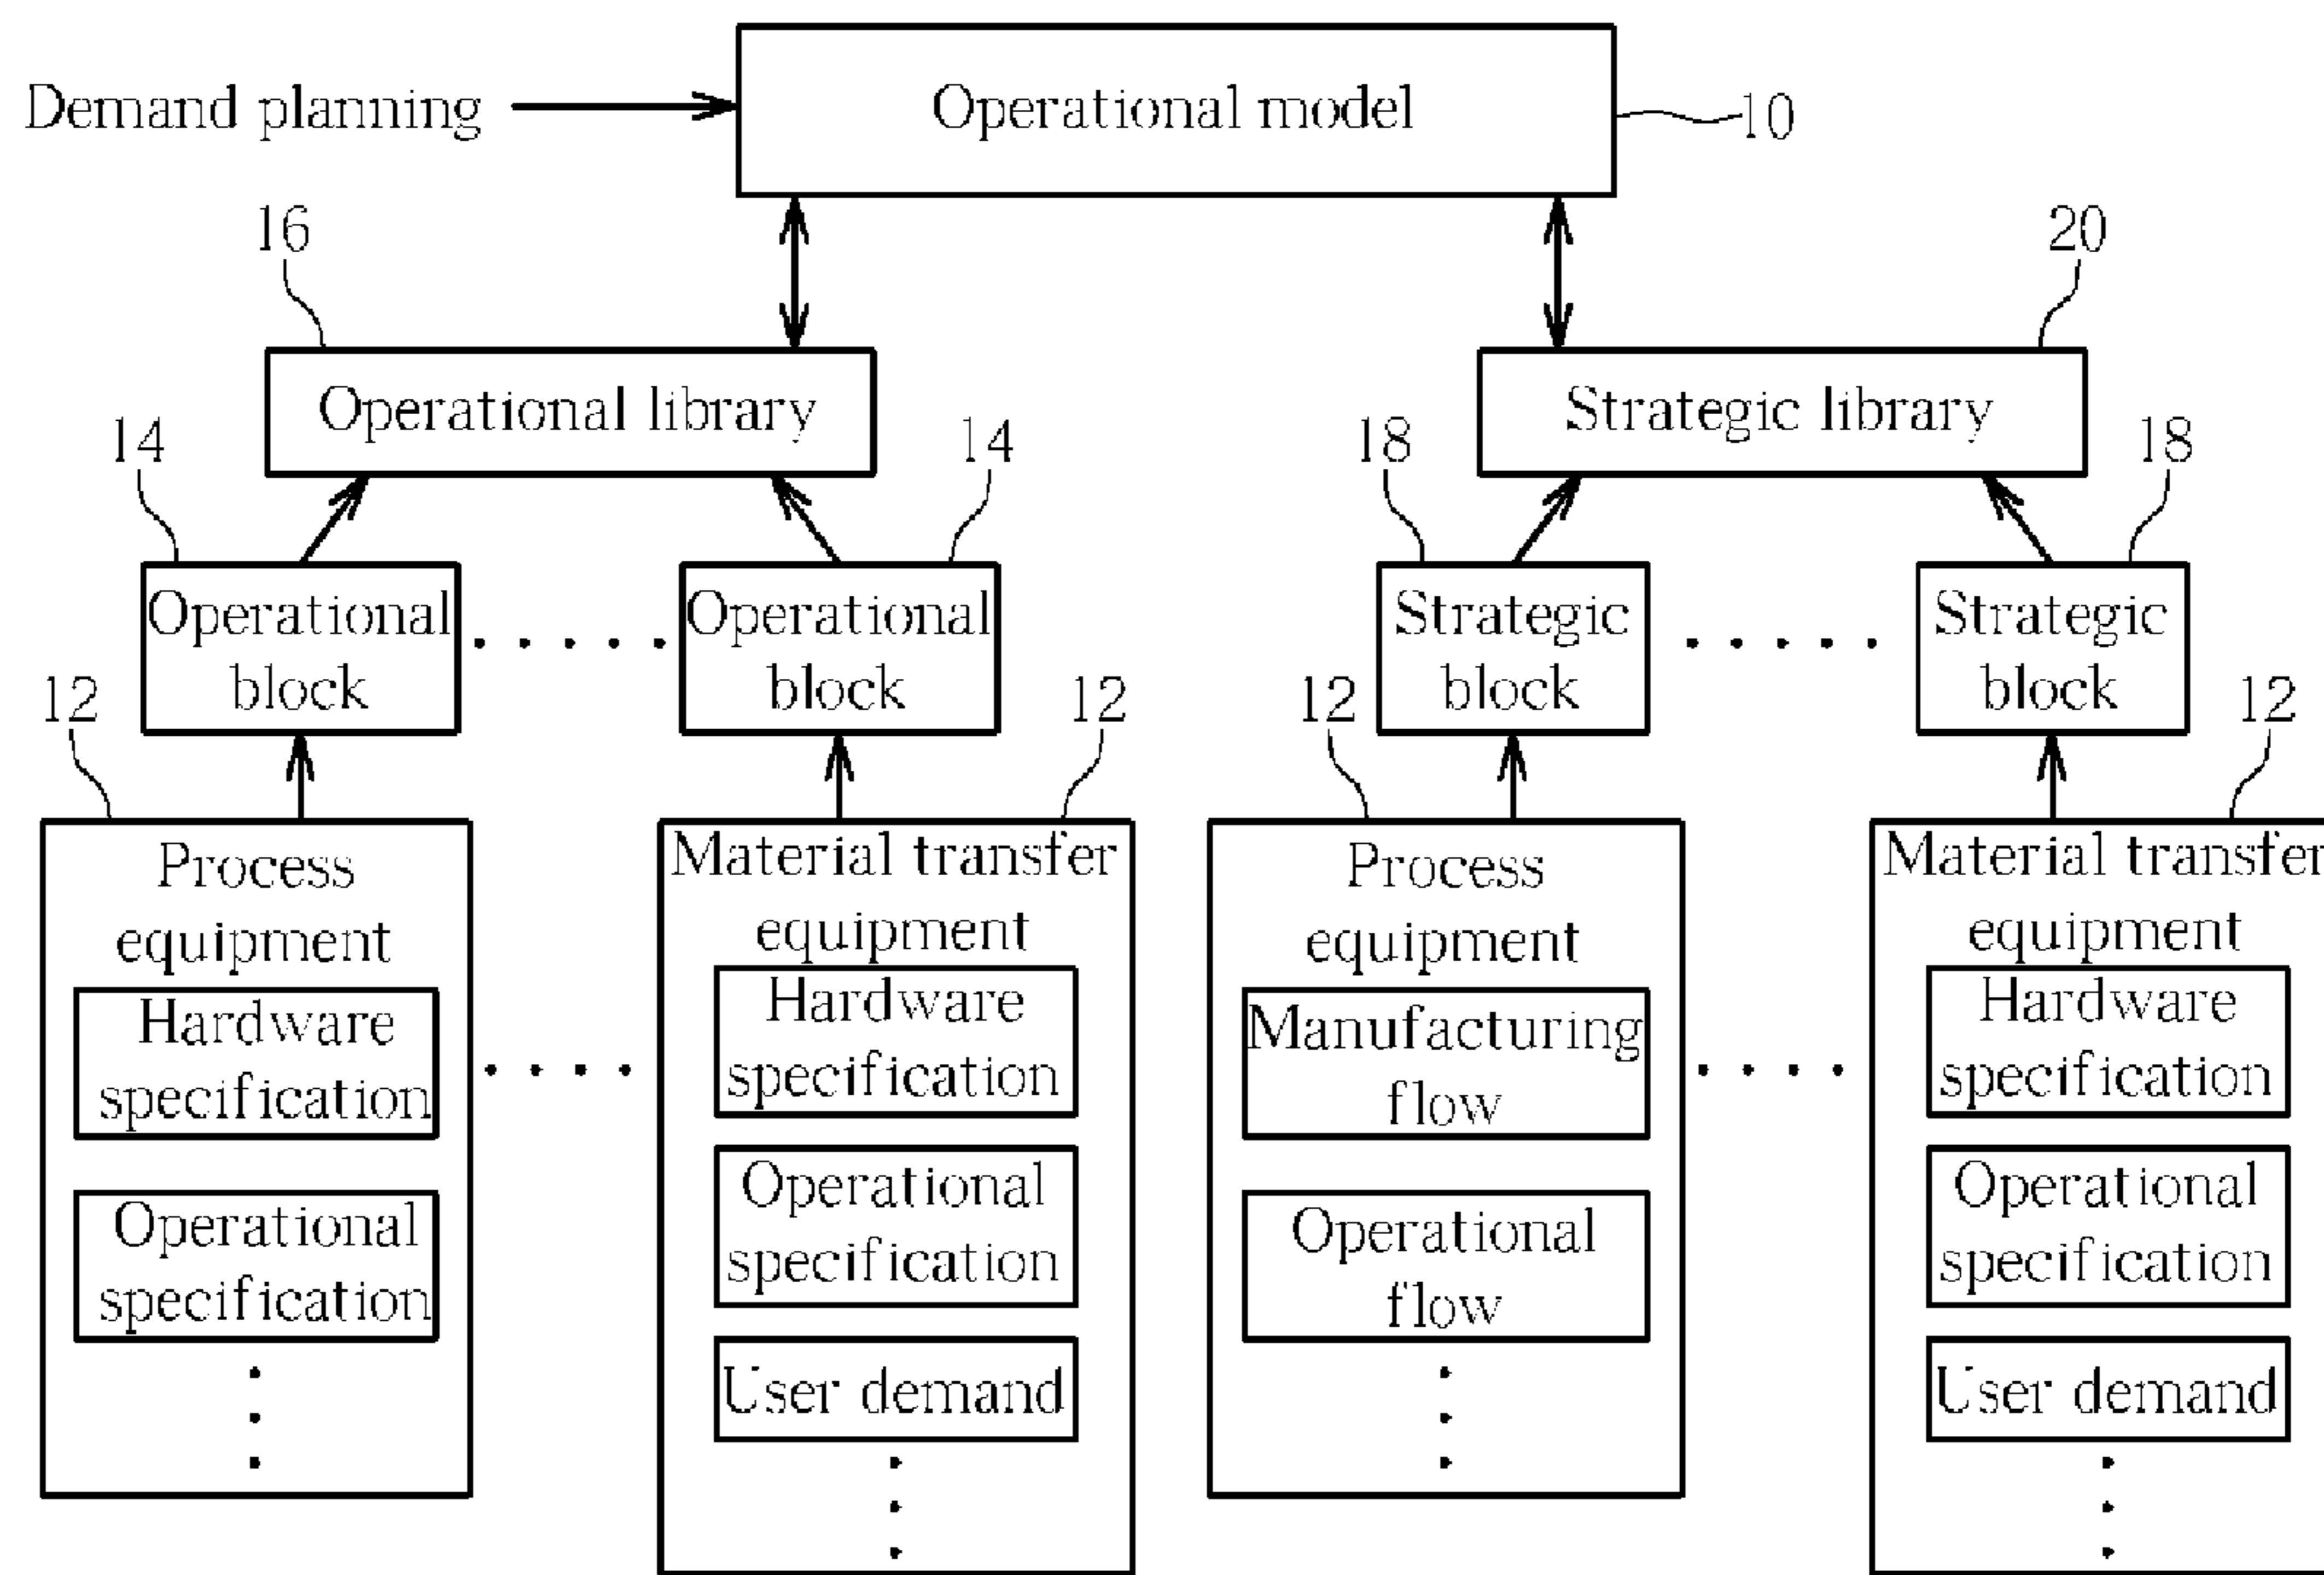 Demand planning
Operational model
10
16
20
Operational library
Strategic library
14
14
18
18
Operational
block
Operational
block
Strategic
block
Strategic
block
12
12
12
12
Process
equipment
Hardware
specification
Operational
specification
Material transfer
equipment
Hardware
specification
Operational
specification
User demand
Process
equipment
Manufacturing
flow
Operational
flow
Material transfer
equipment
Hardware
specification
Operational
specification
User demand